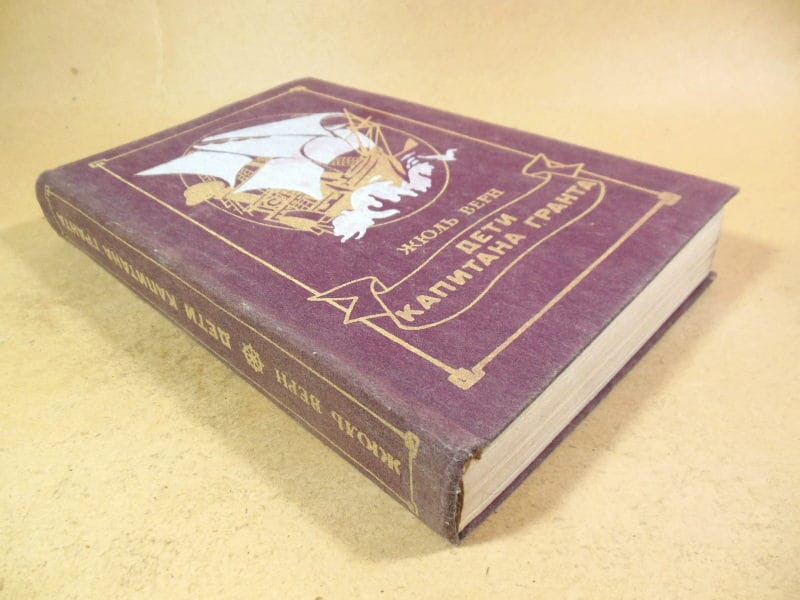 ЖЮЛЬ ВЕРН
ДЕТИ
КАПИТАНА ГРАНТА
ЖЮЛЬ ВЕРН ДЕТИ КАПИТАНА ГРАНТА